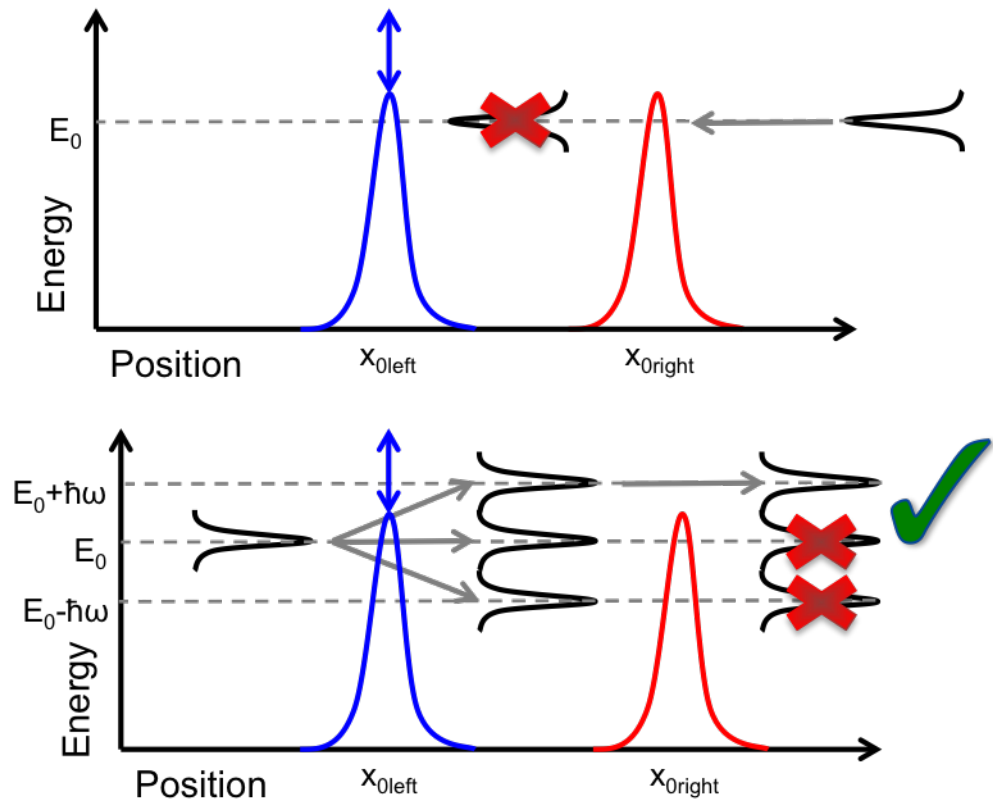 E₀
Energy
Position
x₀left
x₀right
E₀+ħω
E₀
E₀-ħω
Energy
Position
x₀left
x₀right